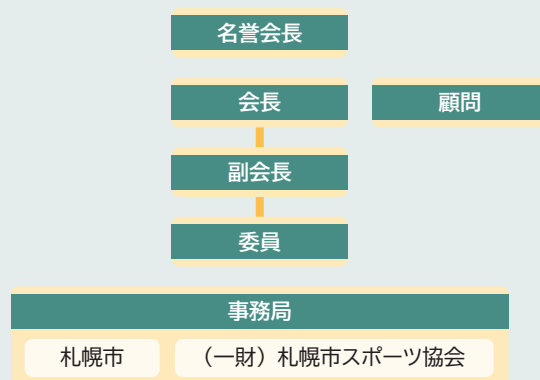 名誉会長
会長
顧問
副会長
委員
事務局
札幌市
（一財）札幌市スポーツ協会